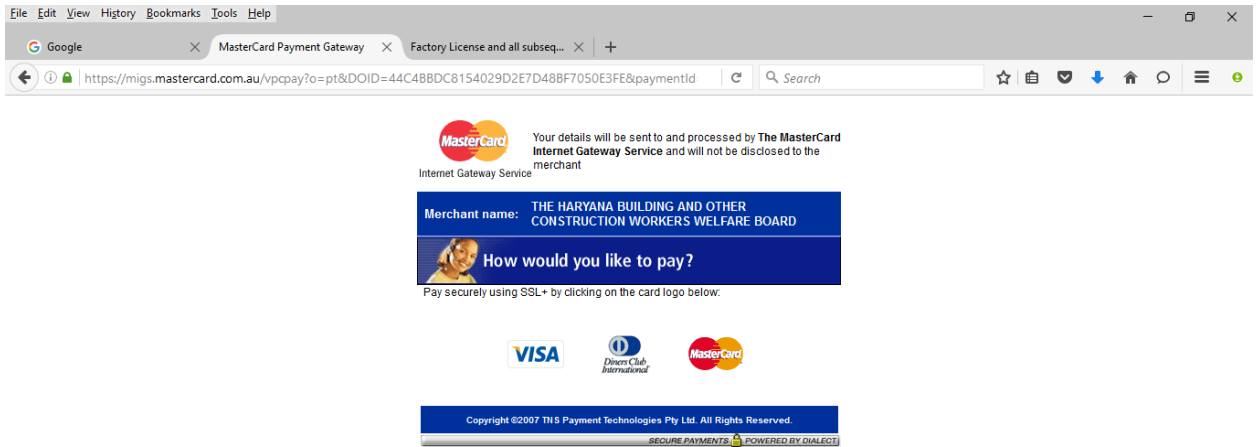 File Edit View History Bookmarks Tools Help
Google
MasterCard Payment Gateway
Factory License and all subseq...
https://migs.mastercard.com.au/vpcpay?o=pt&DOID=44C4BBDC8154029D2E7D48BF7050E3FE&paymentId
Search
MasterCard
Internet Gateway Service
Your details will be sent to and processed by The MasterCard
Internet Gateway Service and will not be disclosed to the
merchant
Merchant name:
THE HARYANA BUILDING AND OTHER
CONSTRUCTION WORKERS WELFARE BOARD
How would you like to pay?
Pay securely using SSL+ by clicking on the card logo below:
VISA
Diners Club
International
MasterCard
Copyright ©2007 TNS Payment Technologies Pty Ltd. All Rights Reserved.
SECURE PAYMENTS POWERED BY DIALECT